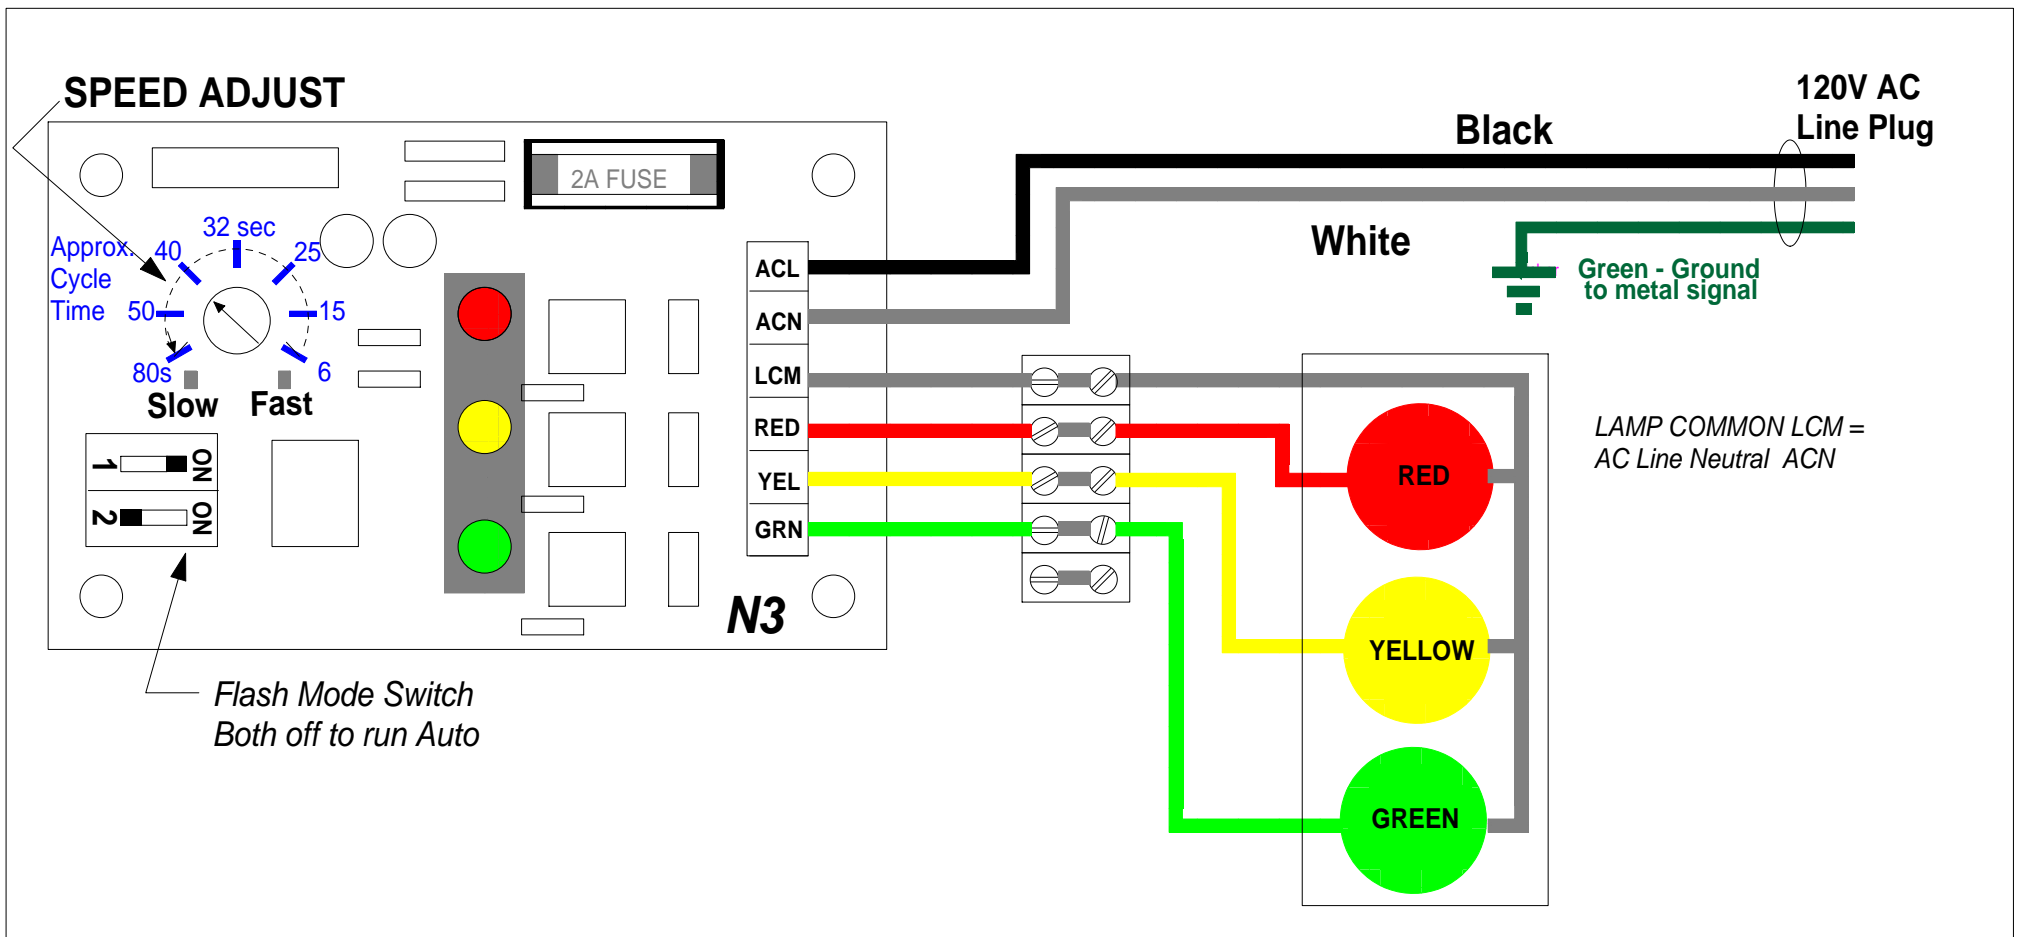 SPEED ADJUST
120V AC
Line Plug
Black
2A FUSE
32 sec
Approx.
Cycle
Time
40
25
50
15
80s
6
Slow
Fast
White
Green - Ground
to metal signal
ACL
ACN
LCM
RED
YEL
GRN
1
ON
2
ON
N3
RED
YELLOW
GREEN
LAMP COMMON LCM =
AC Line Neutral ACN
Flash Mode Switch
Both off to run Auto